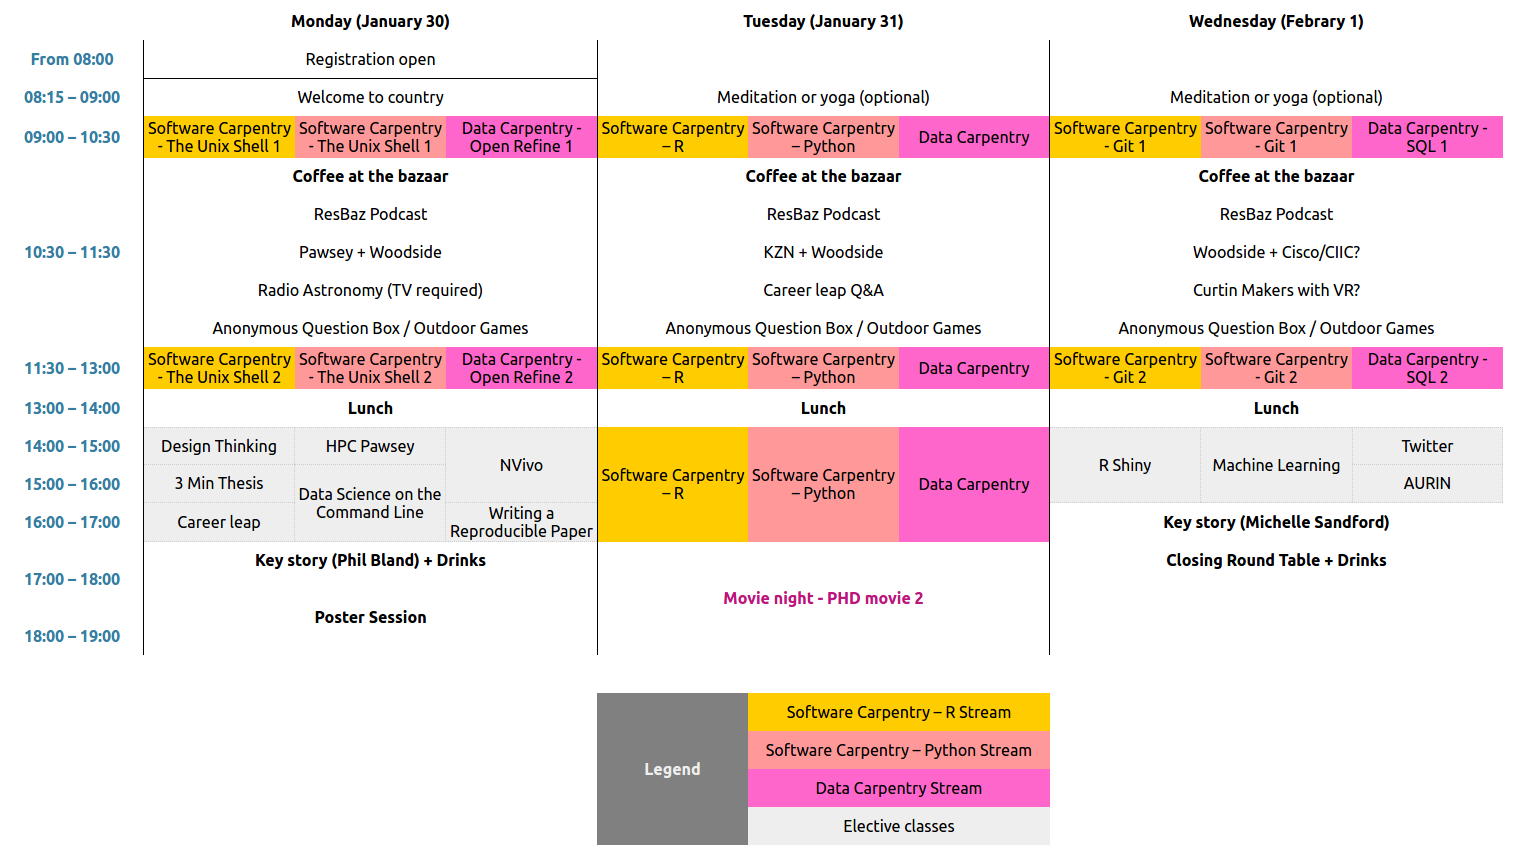 Monday (January 30) Tuesday (January 31) Wednesday (Febrary 1)
From 08:00 Registration open
08:15 – 09:00 Welcome to country Meditation or yoga (optional) Meditation or yoga (optional)
Software Carpentry Software Carpentry Data Carpentry - Software Carpentry Software Carpentry Data Carpentry Software Carpentry Software Carpentry Data Carpentry -
09:00 – 10:30 - The Unix Shell 1 - The Unix Shell 1 Open Refine 1 – R – Python - Git 1 - Git 1 SQL 1
Coffee at the bazaar Coffee at the bazaar Coffee at the bazaar
ResBaz Podcast ResBaz Podcast ResBaz Podcast
10:30 – 11:30 Pawsey + Woodside KZN + Woodside Woodside + Cisco/CIIC?
Radio Astronomy (TV required) Career leap Q&A Curtin Makers with VR?
Anonymous Question Box / Outdoor Games Anonymous Question Box / Outdoor Games Anonymous Question Box / Outdoor Games
Software Carpentry Software Carpentry Data Carpentry - Software Carpentry Software Carpentry Data Carpentry Software Carpentry Software Carpentry Data Carpentry -
11:30 – 13:00 - The Unix Shell 2 - The Unix Shell 2 Open Refine 2 – R – Python - Git 2 - Git 2 SQL 2
13:00 – 14:00 Lunch Lunch Lunch
14:00 – 15:00 Design Thinking HPC Pawsey Twitter
NVivo R Shiny Machine Learning
15:00 – 16:00 3 Min Thesis Software Carpentry Software Carpentry Data Carpentry AURIN
Data Science on the – R – Python
Command Line Writing a
16:00 – 17:00 Career leap Reproducible Paper Key story (Michelle Sandford)
Key story (Phil Bland) + Drinks Closing Round Table + Drinks
17:00 – 18:00
Movie night - PHD movie 2
Poster Session
18:00 – 19:00
Legend
Software Carpentry – R Stream
Software Carpentry – Python Stream
Data Carpentry Stream
Elective classes